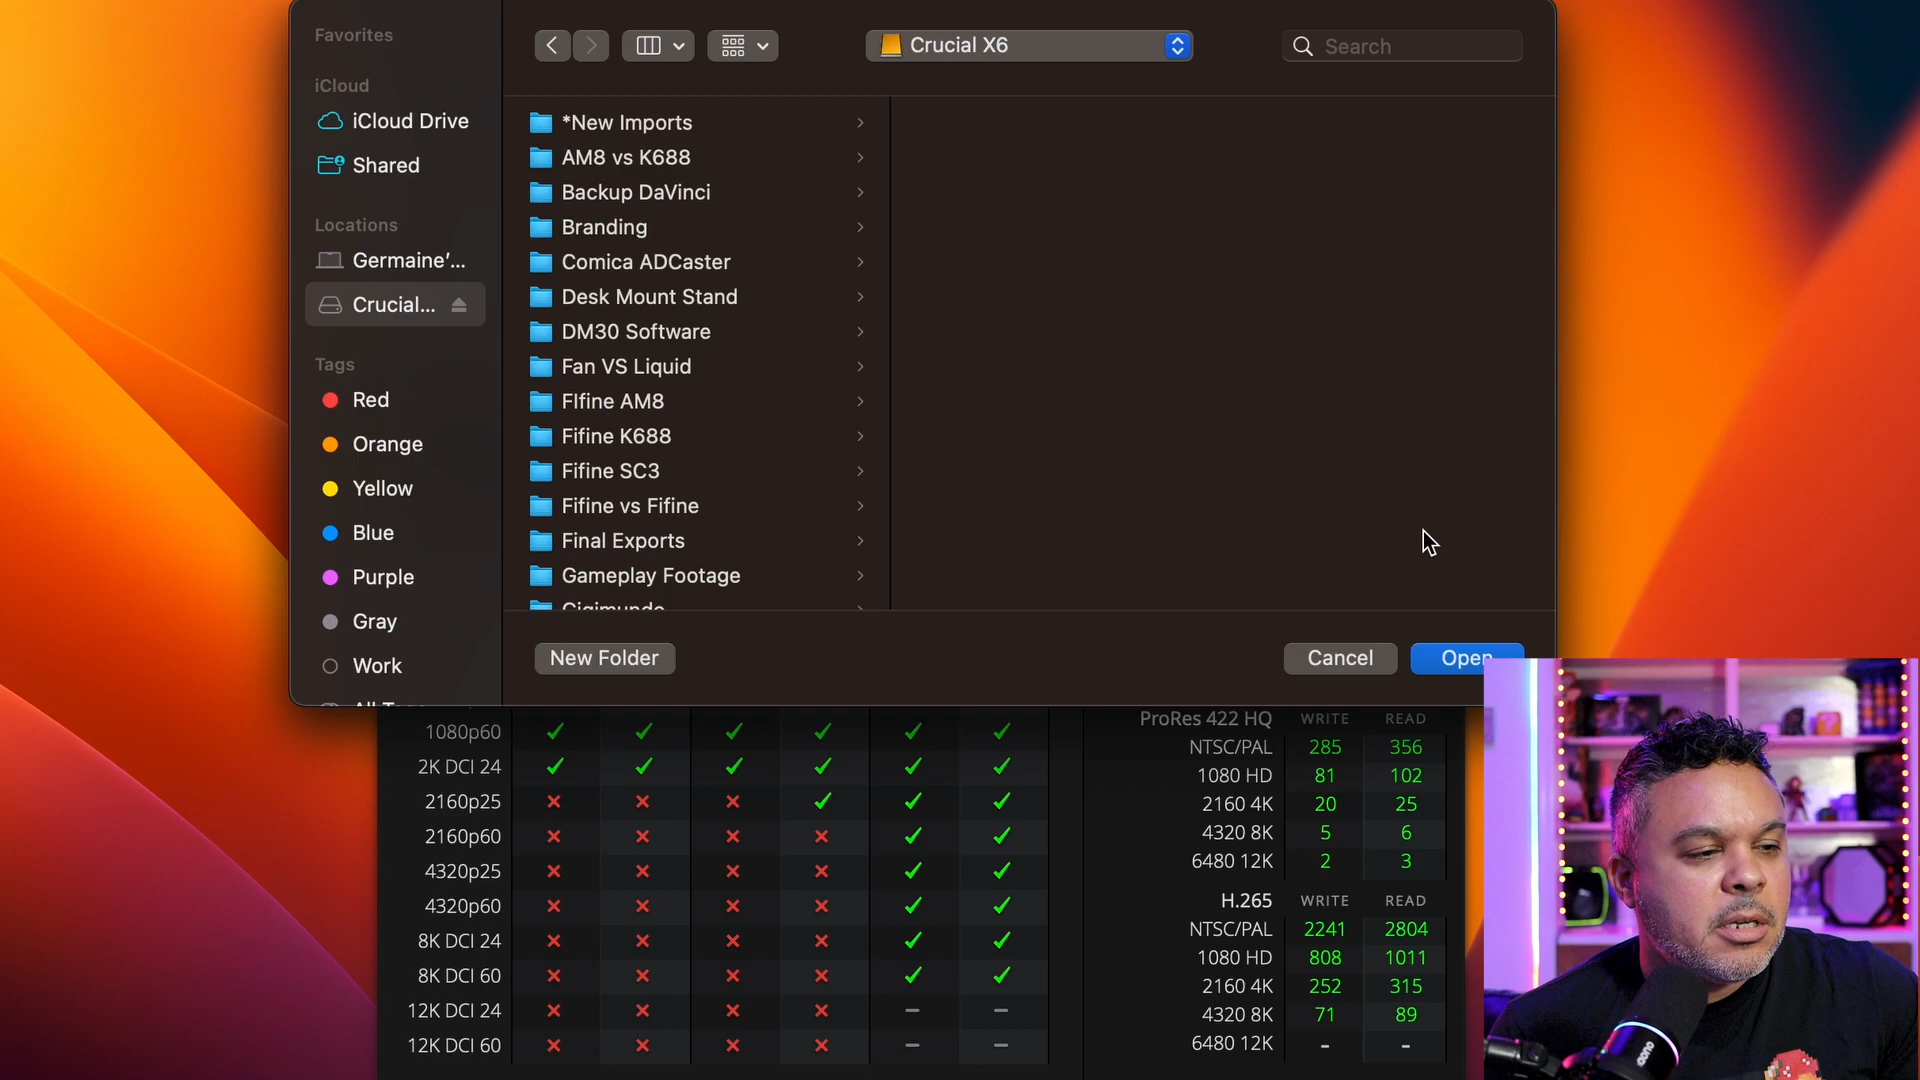 Favorites
iCloud
iCloud Drive
Shared
Locations
Germaine'...
Crucial...
Tags
Red
Orange
Yellow
Blue
Purple
Gray
Work
Crucial X6
Search
*New Imports
AM8 vs K688
Backup DaVinci
Branding
Comica ADCaster
Desk Mount Stand
DM30 Software
Fan VS Liquid
FIfine AM8
Fifine K688
Fifine SC3
Fifine vs Fifine
Final Exports
Gameplay Footage
New Folder
Cancel
Open
1080p60
2K DCI 24
2160p25
2160p60
4320p25
4320p60
8K DCI 24
8K DCI 60
12K DCI 24
12K DCI 60
ProRes 422 HQ WRITE READ
NTSC/PAL 285 356
1080 HD 81 102
2160 4K 20 25
4320 8K 5 6
6480 12K 2 3
H.265 WRITE READ
NTSC/PAL 2241 2804
1080 HD 808 1011
2160 4K 252 315
4320 8K 71 89
6480 12K - -